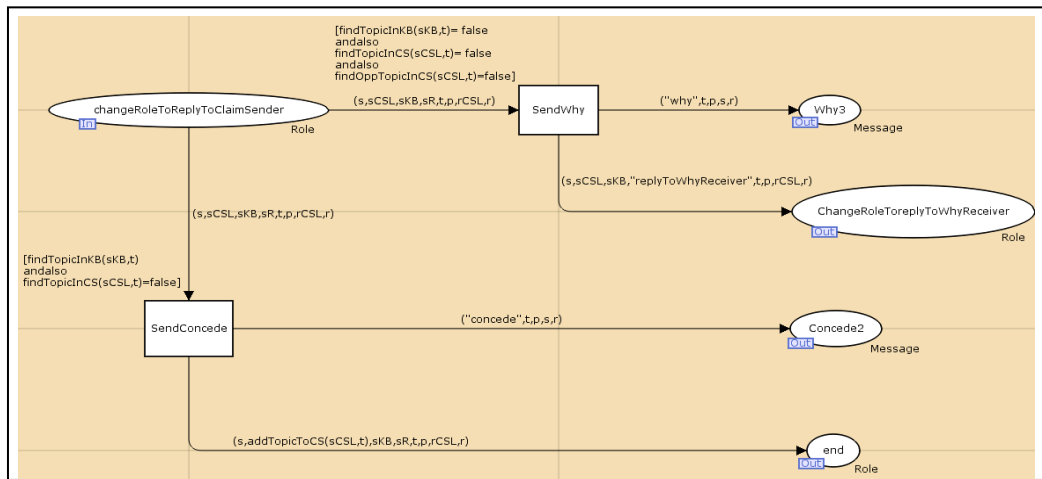 [findTopicInKB(sKB,t)= false
andalso
findTopicInCS(sCSL,t)= false
andalso
findOppTopicInCS(sCSL,t)=false]
changeRoleToReplyToClaimSender
In
Role
(s,sCSL,sKB,sR,t,p,rCSL,r)
SendWhy
("why",t,p,s,r)
Why3
Out
Message
(s,sCSL,sKB,"replyToWhyReceiver",t,p,rCSL,r)
ChangeRoleToreplyToWhyReceiver
Out
Role
(s,sCSL,sKB,sR,t,p,rCSL,r)
[findTopicInKB(sKB,t)
andalso
findTopicInCS(sCSL,t)=false]
SendConcede
("concede",t,p,s,r)
Concede2
Out
Message
(s,addTopicToCS(sCSL,t),sKB,sR,t,p,rCSL,r)
end
Out
Role